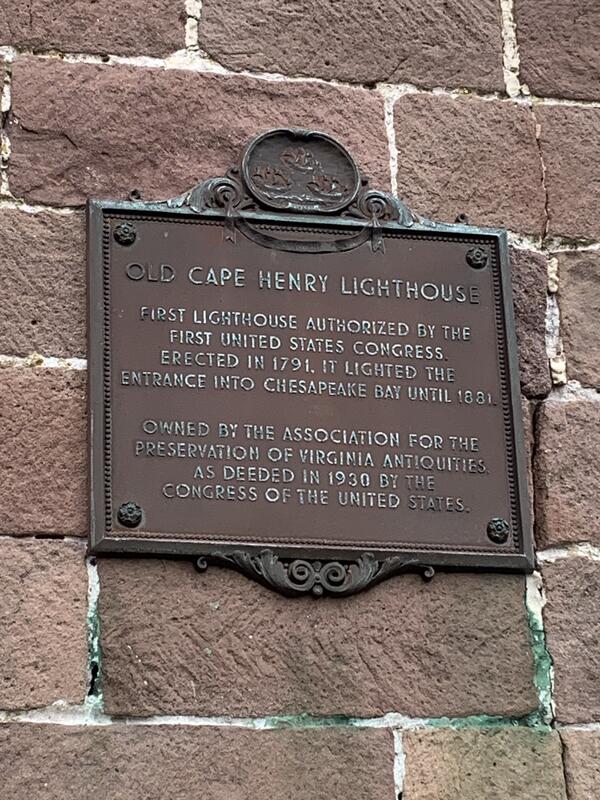 OLD CAPE HENRY LIGHTHOUSE
FIRST LIGHTHOUSE AUTHORIZED BY THE
FIRST UNITED STATES CONGRESS.
ERECTED IN 1791, IT LIGHTED THE
ENTRANCE INTO CHESAPEAKE BAY UNTIL 1881.
OWNED BY THE ASSOCIATION FOR THE
PRESERVATION OF VIRGINIA ANTIQUITIES,
AS DEEDED IN 1930 BY THE
CONGRESS OF THE UNITED STATES.